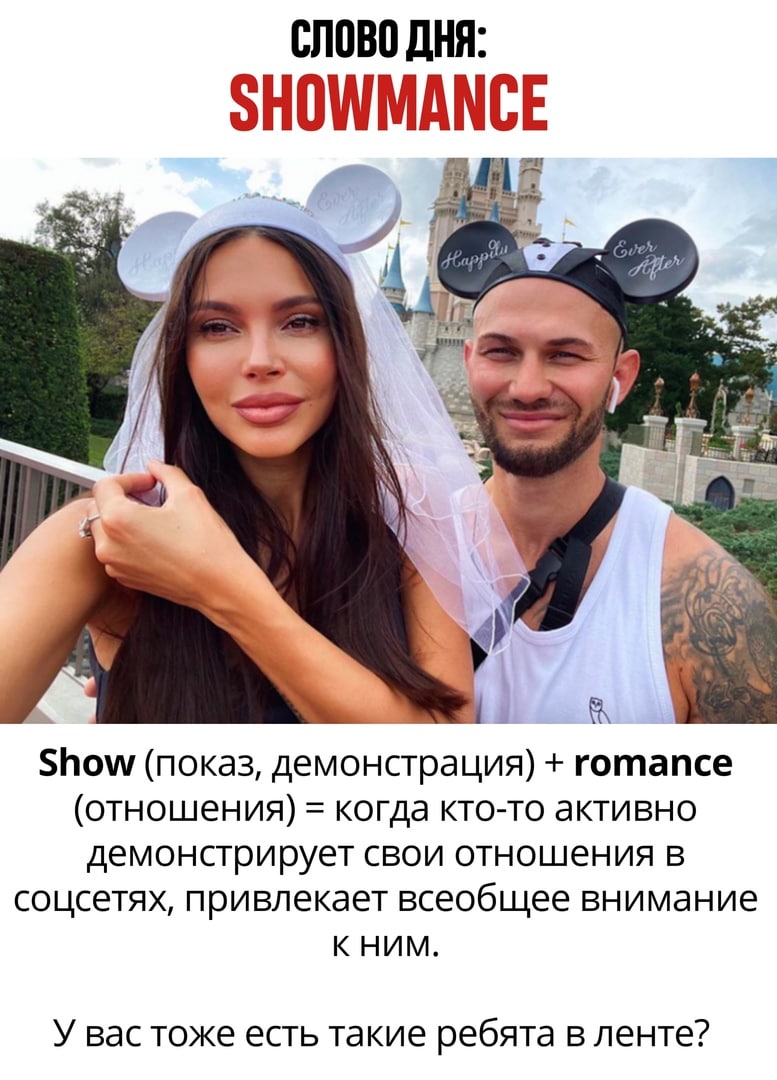 СЛОВО ДНЯ:
SHOWMANCE
Happily
Ever
After
Show (показ, демонстрация) + romance
(отношения) = когда кто-то активно
демонстрирует свои отношения в
соцсетях, привлекает всеобщее внимание
к ним.
У вас тоже есть такие ребята в ленте?